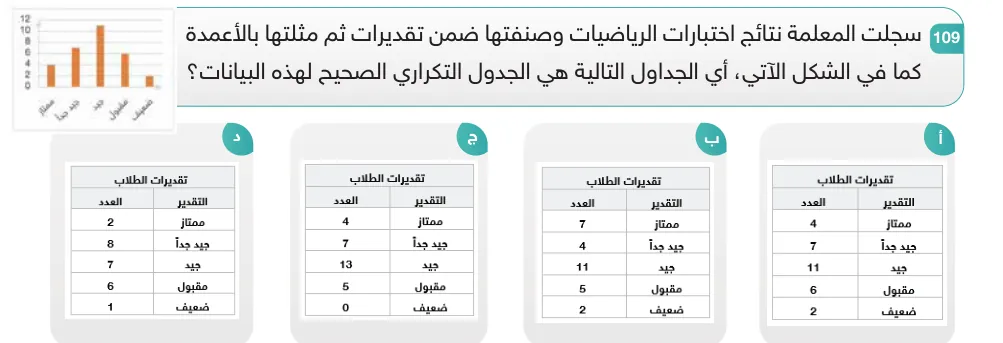 109
سجلت المعلمة نتائج اختبارات الرياضيات وصنفتها ضمن تقديرات ثم مثلتها بالأعمدة
كما في الشكل الآتي، أي الجداول التالية هي الجدول التكراري الصحيح لهذه البيانات؟
12
10
8
6
4
2
0
ممتاز جيد جداً جيد مقبول ضعيف
أ
تقديرات الطلاب
التقدير العدد
ممتاز 4
جيد جداً 7
جيد 11
مقبول 6
ضعيف 2
ب
تقديرات الطلاب
التقدير العدد
ممتاز 7
جيد جداً 4
جيد 11
مقبول 5
ضعيف 2
ج
تقديرات الطلاب
التقدير العدد
ممتاز 4
جيد جداً 7
جيد 13
مقبول 5
ضعيف 0
د
تقديرات الطلاب
التقدير العدد
ممتاز 2
جيد جداً 8
جيد 7
مقبول 6
ضعيف 1